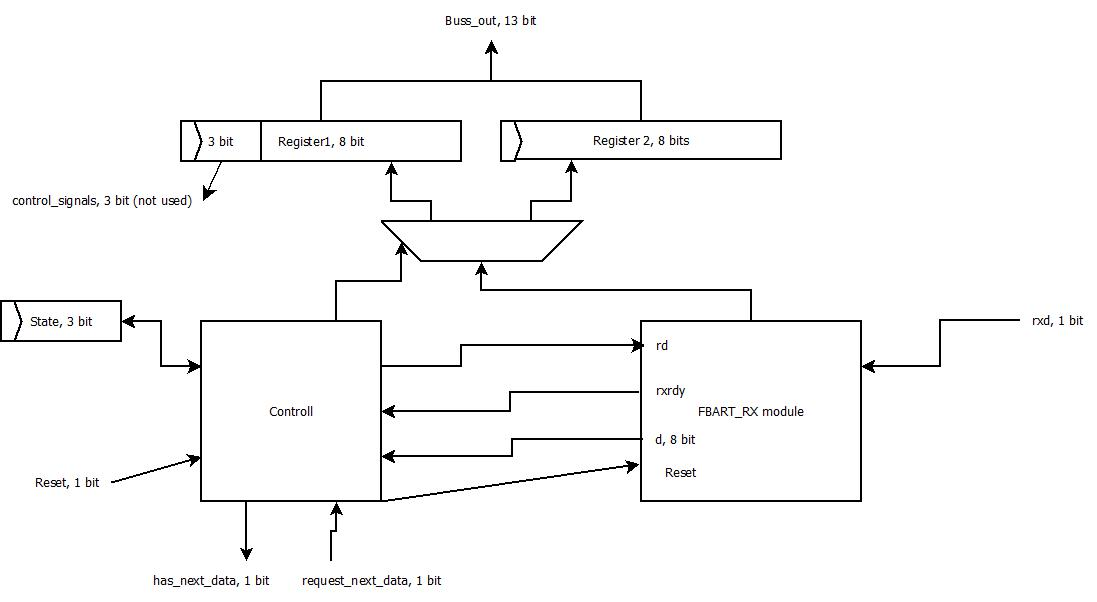 Buss_out, 13 bit
3 bit
Register1, 8 bit
Register 2, 8 bits
control_signals, 3 bit (not used)
State, 3 bit
rxd, 1 bit
rd
rxrdy
Controll
FBART_RX module
d, 8 bit
Reset
Reset, 1 bit
has_next_data, 1 bit
request_next_data, 1 bit